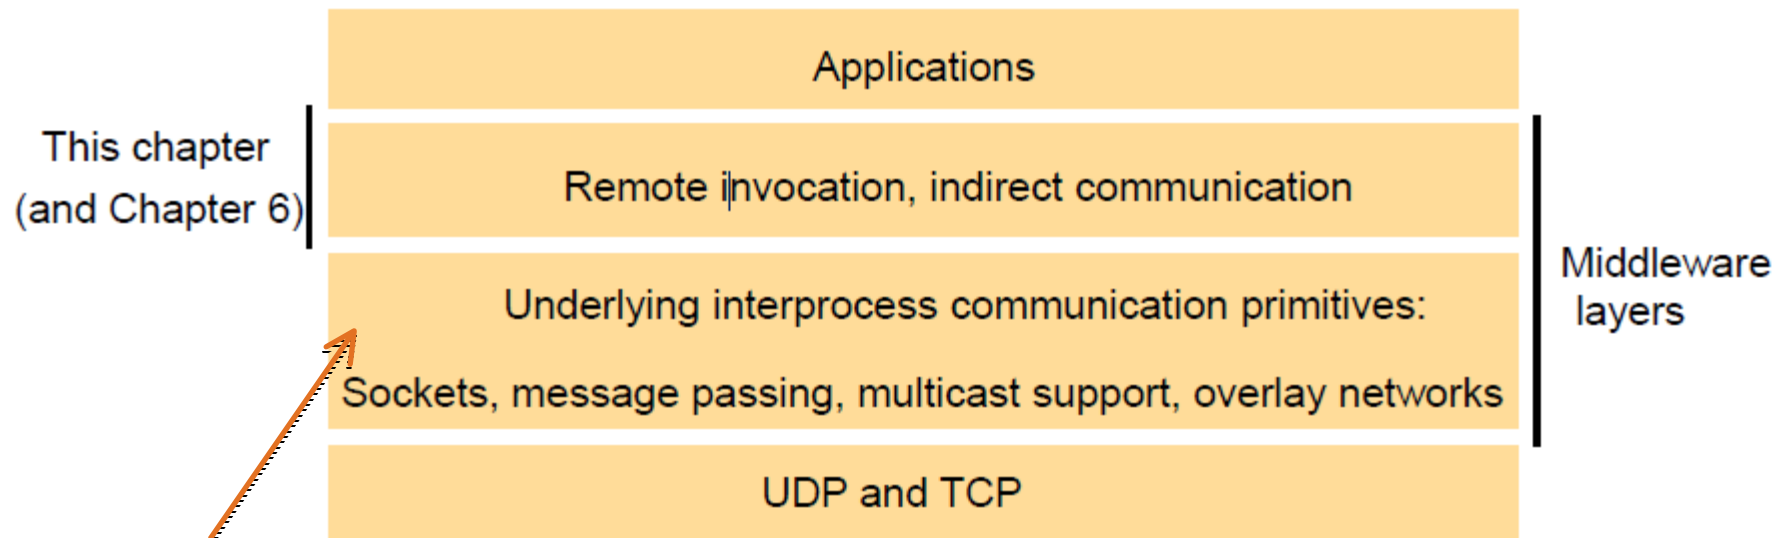 Applications
This chapter
(and Chapter 6)
Remote invocation, indirect communication
Middleware
layers
Underlying interprocess communication primitives:
Sockets, message passing, multicast support, overlay networks
UDP and TCP